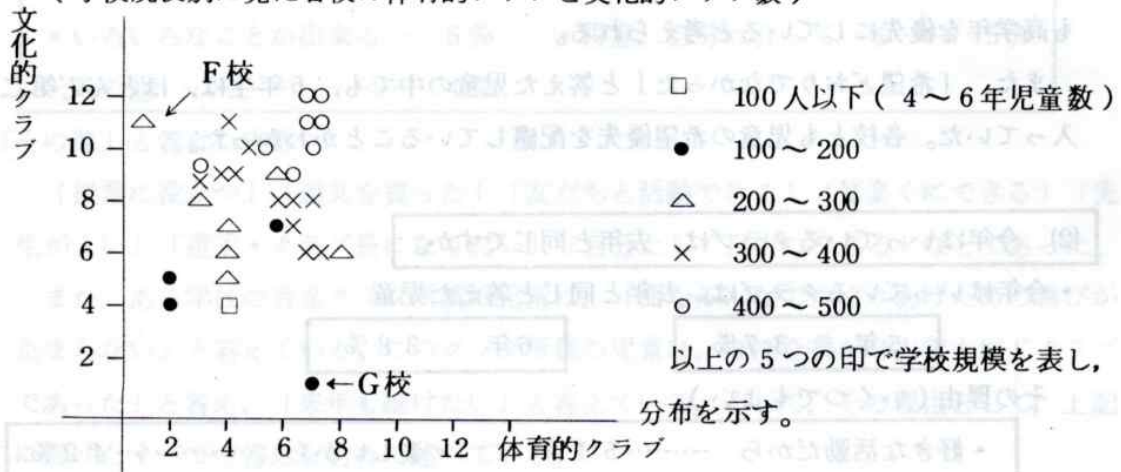 文化的クラブ
F校
12
10
8
6
4
2
←G校
2 4 6 8 10 12 体育的クラブ
100人以下(4～6年児童数)
100～200
200～300
300～400
400～500
以上の5つの印で学校規模を表し,
分布を示す。